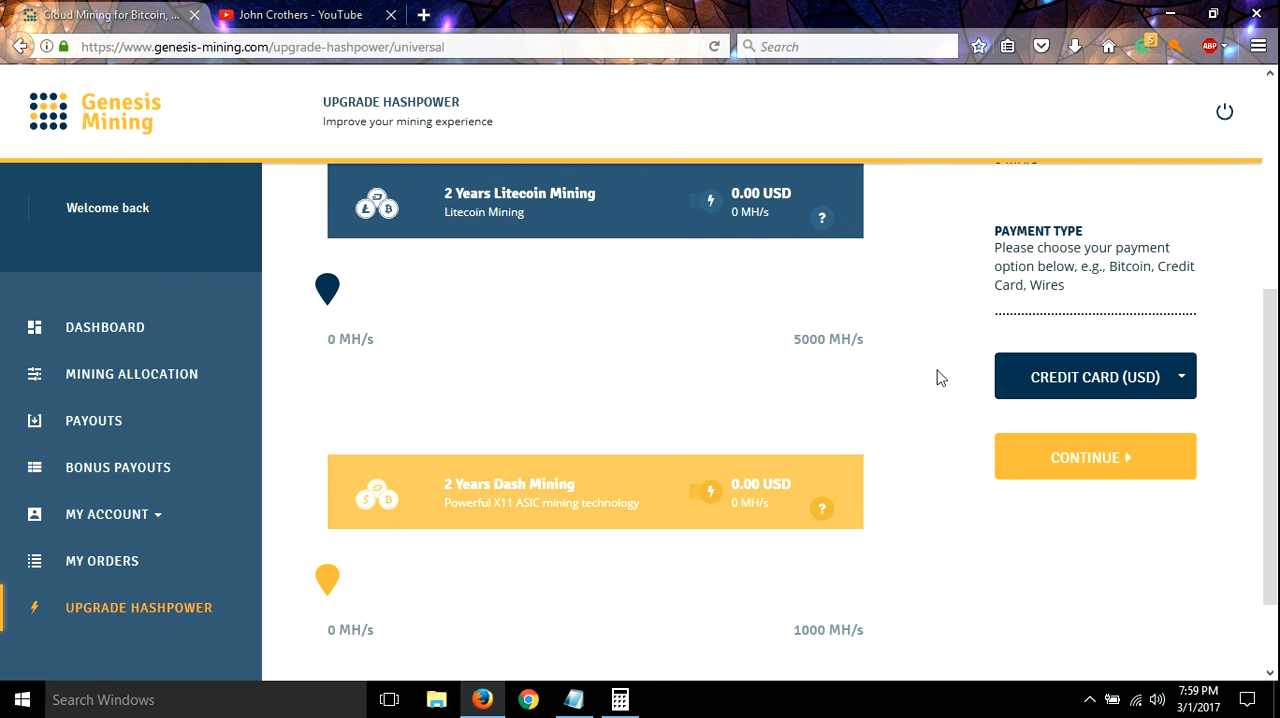 Cloud Mining for Bitcoin, ...
John Crothers - YouTube
https://www.genesis-mining.com/upgrade-hashpower/universal
Search
5
ABP
Genesis
Mining
UPGRADE HASHPOWER
Improve your mining experience
Welcome back
DASHBOARD
MINING ALLOCATION
PAYOUTS
BONUS PAYOUTS
MY ACCOUNT
MY ORDERS
UPGRADE HASHPOWER
2 Years Litecoin Mining
Litecoin Mining
0.00 USD
0 MH/s
?
0 MH/s
5000 MH/s
2 Years Dash Mining
Powerful X11 ASIC mining technology
0.00 USD
0 MH/s
?
0 MH/s
1000 MH/s
PAYMENT TYPE
Please choose your payment
option below, e.g., Bitcoin, Credit
Card, Wires
CREDIT CARD (USD)
CONTINUE
Search Windows
7:59 PM
3/1/2017